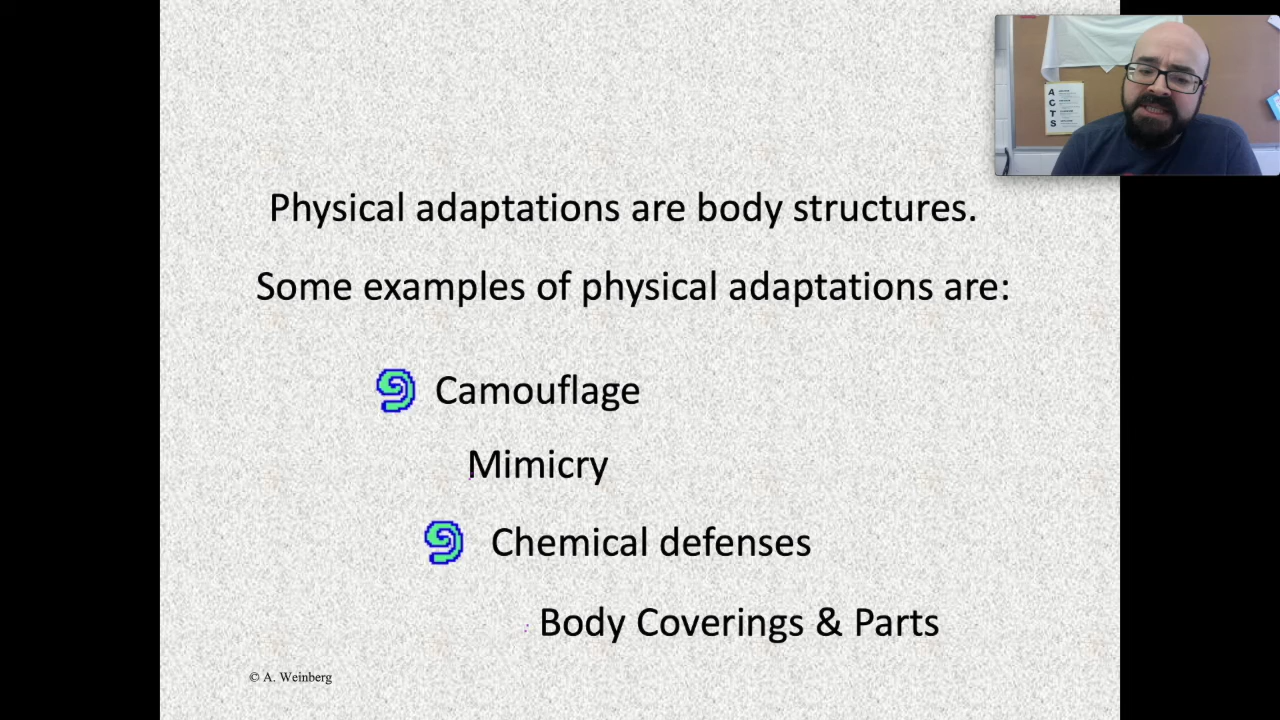 A
C
T
S
Physical adaptations are body structures.
Some examples of physical adaptations are:
Camouflage
Mimicry
Chemical defenses
Body Coverings & Parts
© A. Weinberg